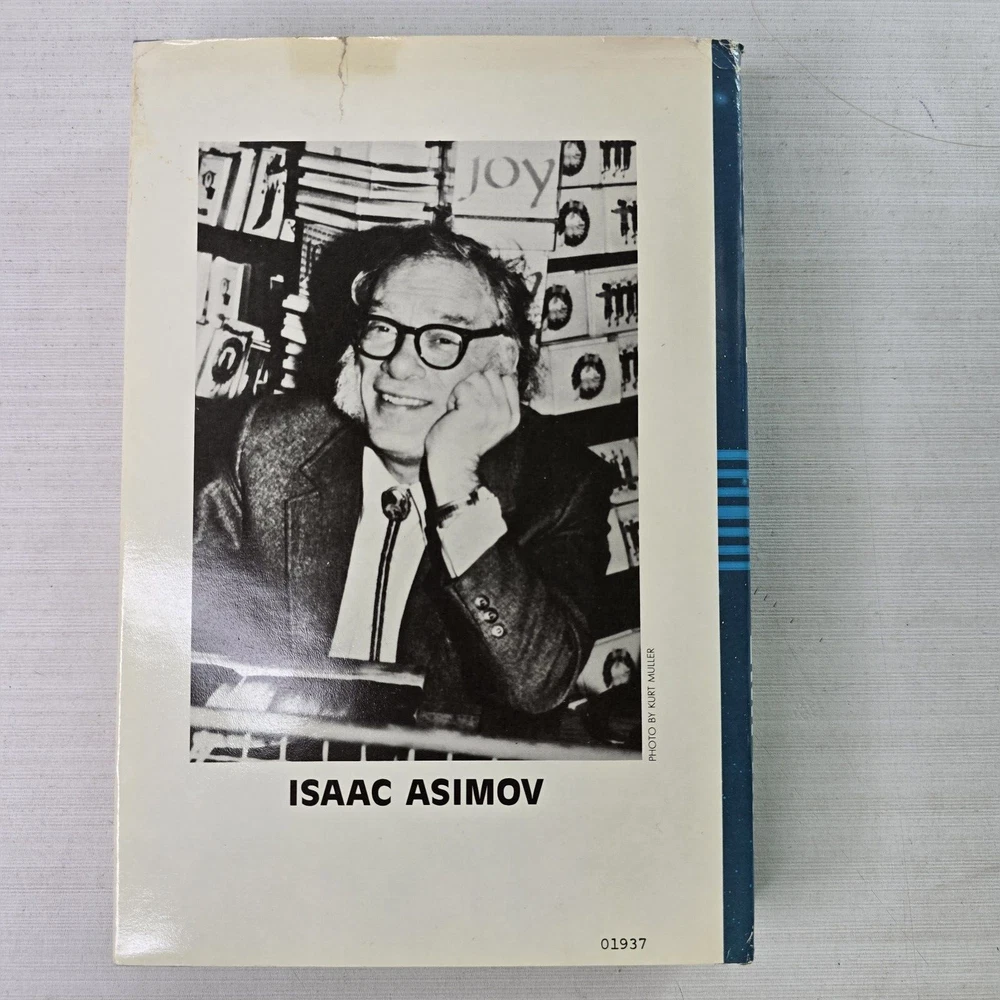 JOY
PHOTO BY KURT MULLER
ISAAC ASIMOV
01937